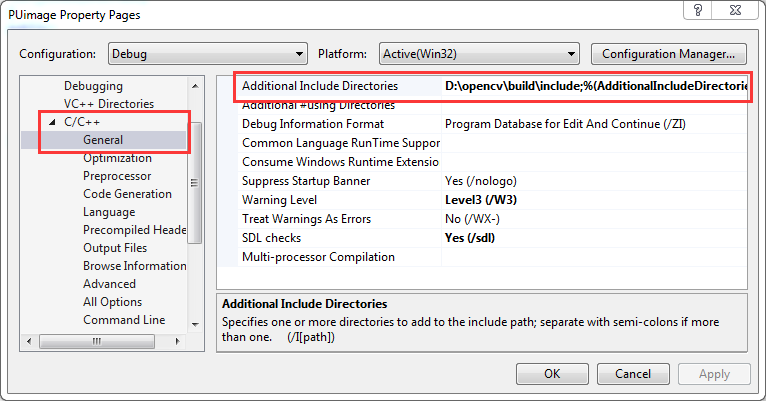 PUimage Property Pages
Configuration: Debug Platform: Active(Win32) Configuration Manager...
Debugging
VC++ Directories
C/C++
General
Optimization
Preprocessor
Code Generation
Language
Precompiled Heade
Output Files
Browse Information
Advanced
All Options
Command Line
Additional Include Directories D:\opencv\build\include;%(AdditionalIncludeDirectorie
Additional #using Directories
Debug Information Format Program Database for Edit And Continue (/ZI)
Common Language RunTime Suppor
Consume Windows Runtime Extensio
Suppress Startup Banner Yes (/nologo)
Warning Level Level3 (/W3)
Treat Warnings As Errors No (/WX-)
SDL checks Yes (/sdl)
Multi-processor Compilation
Additional Include Directories
Specifies one or more directories to add to the include path; separate with semi-colons if more
than one. (/I[path])
OK Cancel Apply